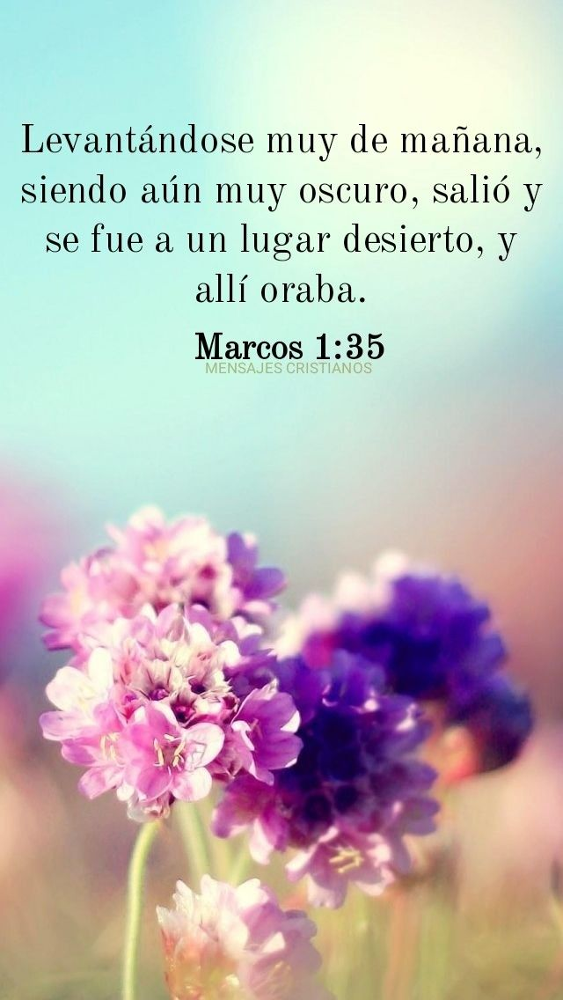 Levantándose muy de mañana,
siendo aún muy oscuro, salió y
se fue a un lugar desierto, y
allí oraba.
Marcos 1:35
MENSAJES CRISTIANOS